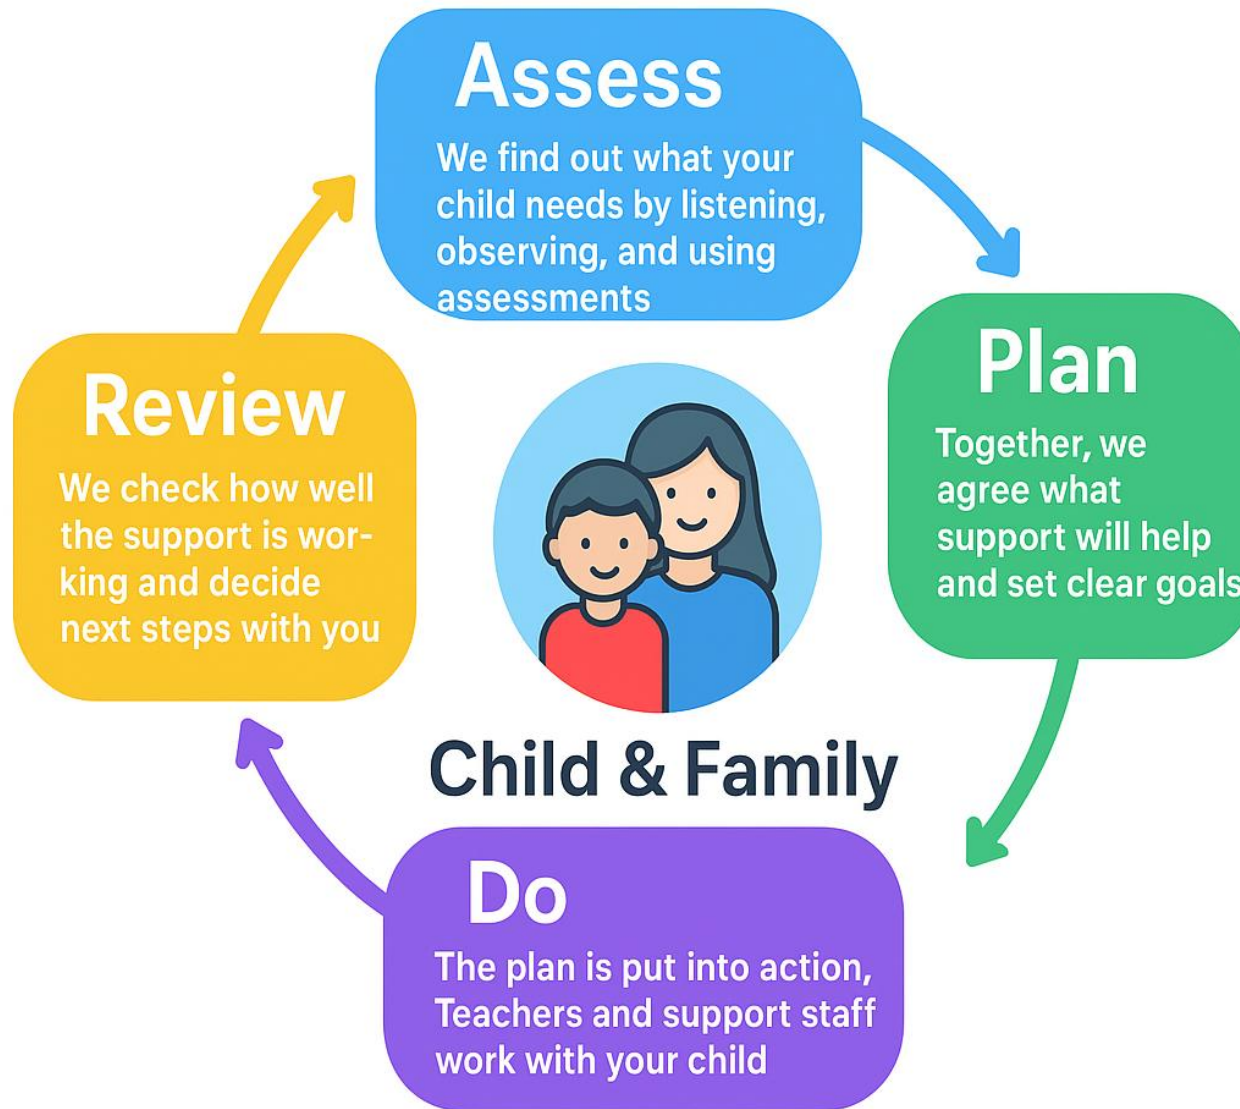 Assess
We find out what your
child needs by listening,
observing, and using
assessments
Plan
Together, we
agree what
support will help
and set clear goals
Do
The plan is put into action,
Teachers and support staff
work with your child
Review
We check how well
the support is wor-
king and decide
next steps with you
Child & Family